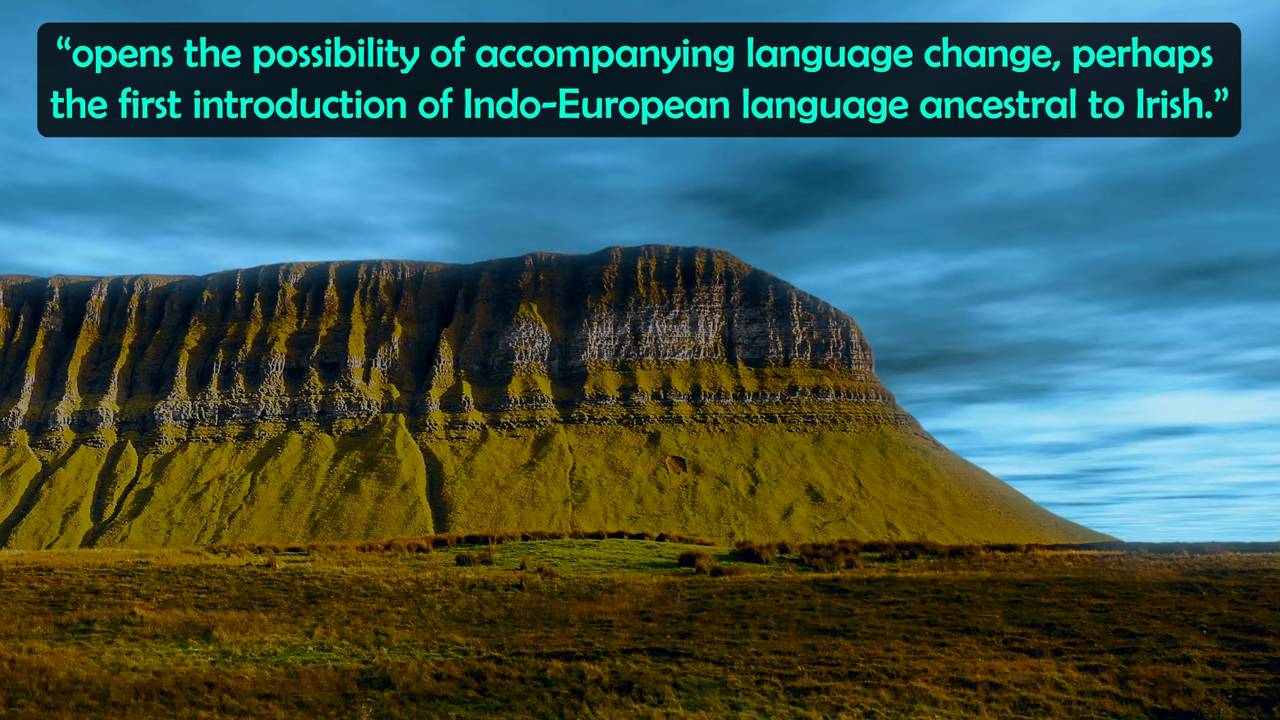 “opens the possibility of accompanying language change, perhaps
the first introduction of Indo-European language ancestral to Irish.”